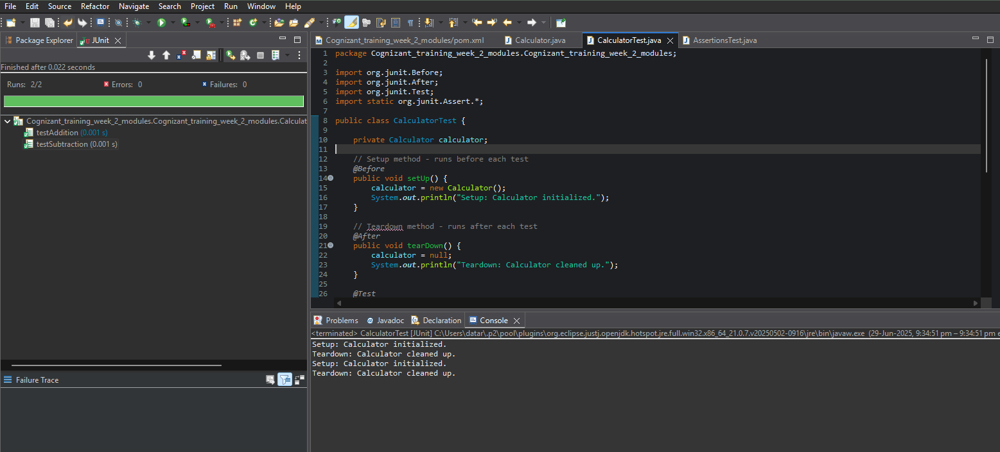 File Edit Source Refactor Navigate Search Project Run Window Help
Package Explorer JUnit
Finished after 0.022 seconds
Runs: 2/2 Errors: 0 Failures: 0
Cognizant_training_week_2_modules.Cognizant_training_week_2_modules.Calculat
testAddition (0.001 s)
testSubtraction (0.001 s)
Failure Trace
Cognizant_training_week_2_modules/pom.xml Calculator.java CalculatorTest.java AssertionsTest.java
1 package Cognizant_training_week_2_modules.Cognizant_training_week_2_modules;
2
3 import org.junit.Before;
4 import org.junit.After;
5 import org.junit.Test;
6 import static org.junit.Assert.*;
7
8 public class CalculatorTest {
9
10 private Calculator calculator;
11
12 // Setup method - runs before each test
13 @Before
14 public void setUp() {
15 calculator = new Calculator();
16 System.out.println("Setup: Calculator initialized.");
17 }
18
19 // Teardown method - runs after each test
20 @After
21 public void tearDown() {
22 calculator = null;
23 System.out.println("Teardown: Calculator cleaned up.");
24 }
25
26 @Test
Problems Javadoc Declaration Console
<terminated> CalculatorTest [JUnit] C:\Users\datar\.p2\pool\plugins\org.eclipse.justj.openjdk.hotspot.jre.full.win32.x86_64_21.0.7.v20250502-0916\jre\bin\javaw.exe (29-Jun-2025, 9:34:51 pm – 9:34:51 pm e
Setup: Calculator initialized.
Teardown: Calculator cleaned up.
Setup: Calculator initialized.
Teardown: Calculator cleaned up.